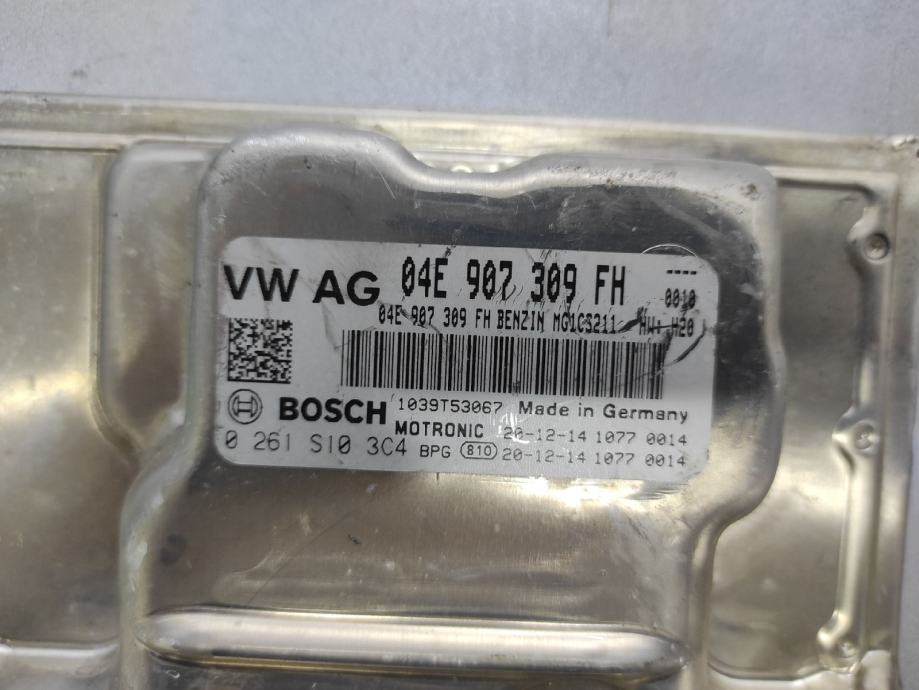 VW AG 04E 907 309 FH ----
0010
04E 907 309 FH BENZIN MG1CS211 HW: H20
BOSCH 1039T53067 Made in Germany
MOTRONIC 20-12-14 1077 0014
0 261 S10 3C4 BPG 810 20-12-14 1077 0014